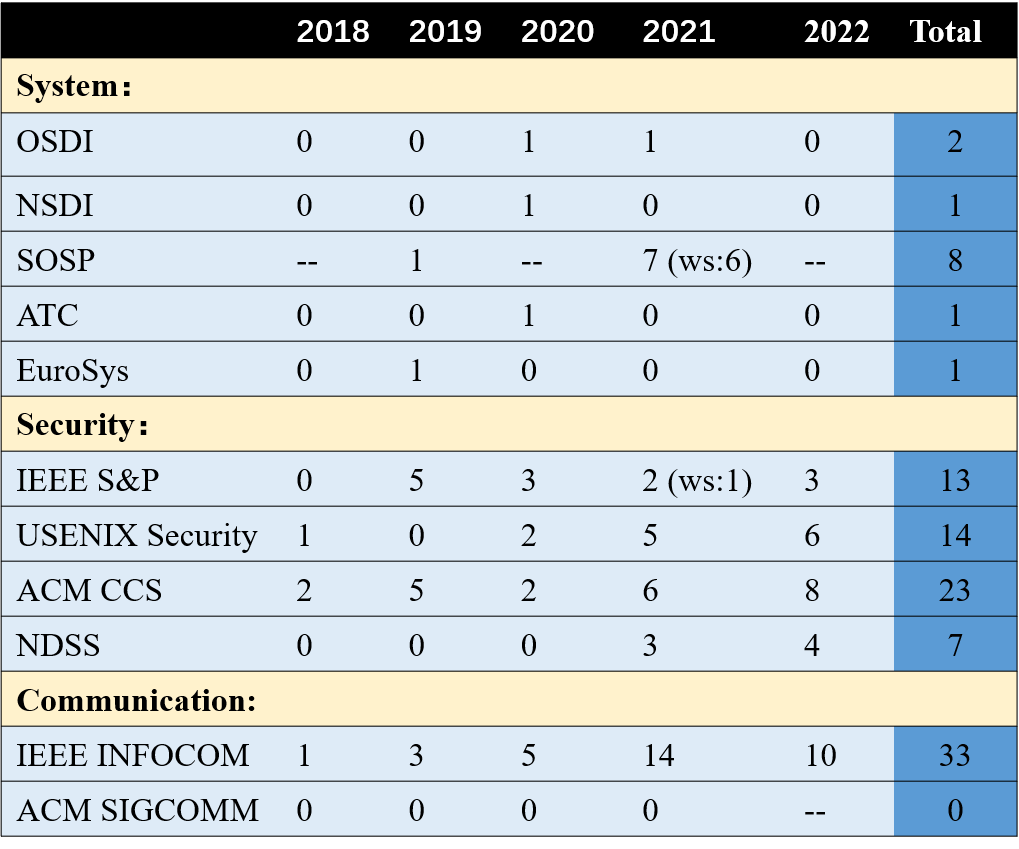 2018 2019 2020 2021 2022 Total
System：
OSDI 0 0 1 1 0 2
NSDI 0 0 1 0 0 1
SOSP -- 1 -- 7 (ws:6) -- 8
ATC 0 0 1 0 0 1
EuroSys 0 1 0 0 0 1
Security：
IEEE S&P 0 5 3 2 (ws:1) 3 13
USENIX Security 1 0 2 5 6 14
ACM CCS 2 5 2 6 8 23
NDSS 0 0 0 3 4 7
Communication:
IEEE INFOCOM 1 3 5 14 10 33
ACM SIGCOMM 0 0 0 0 -- 0